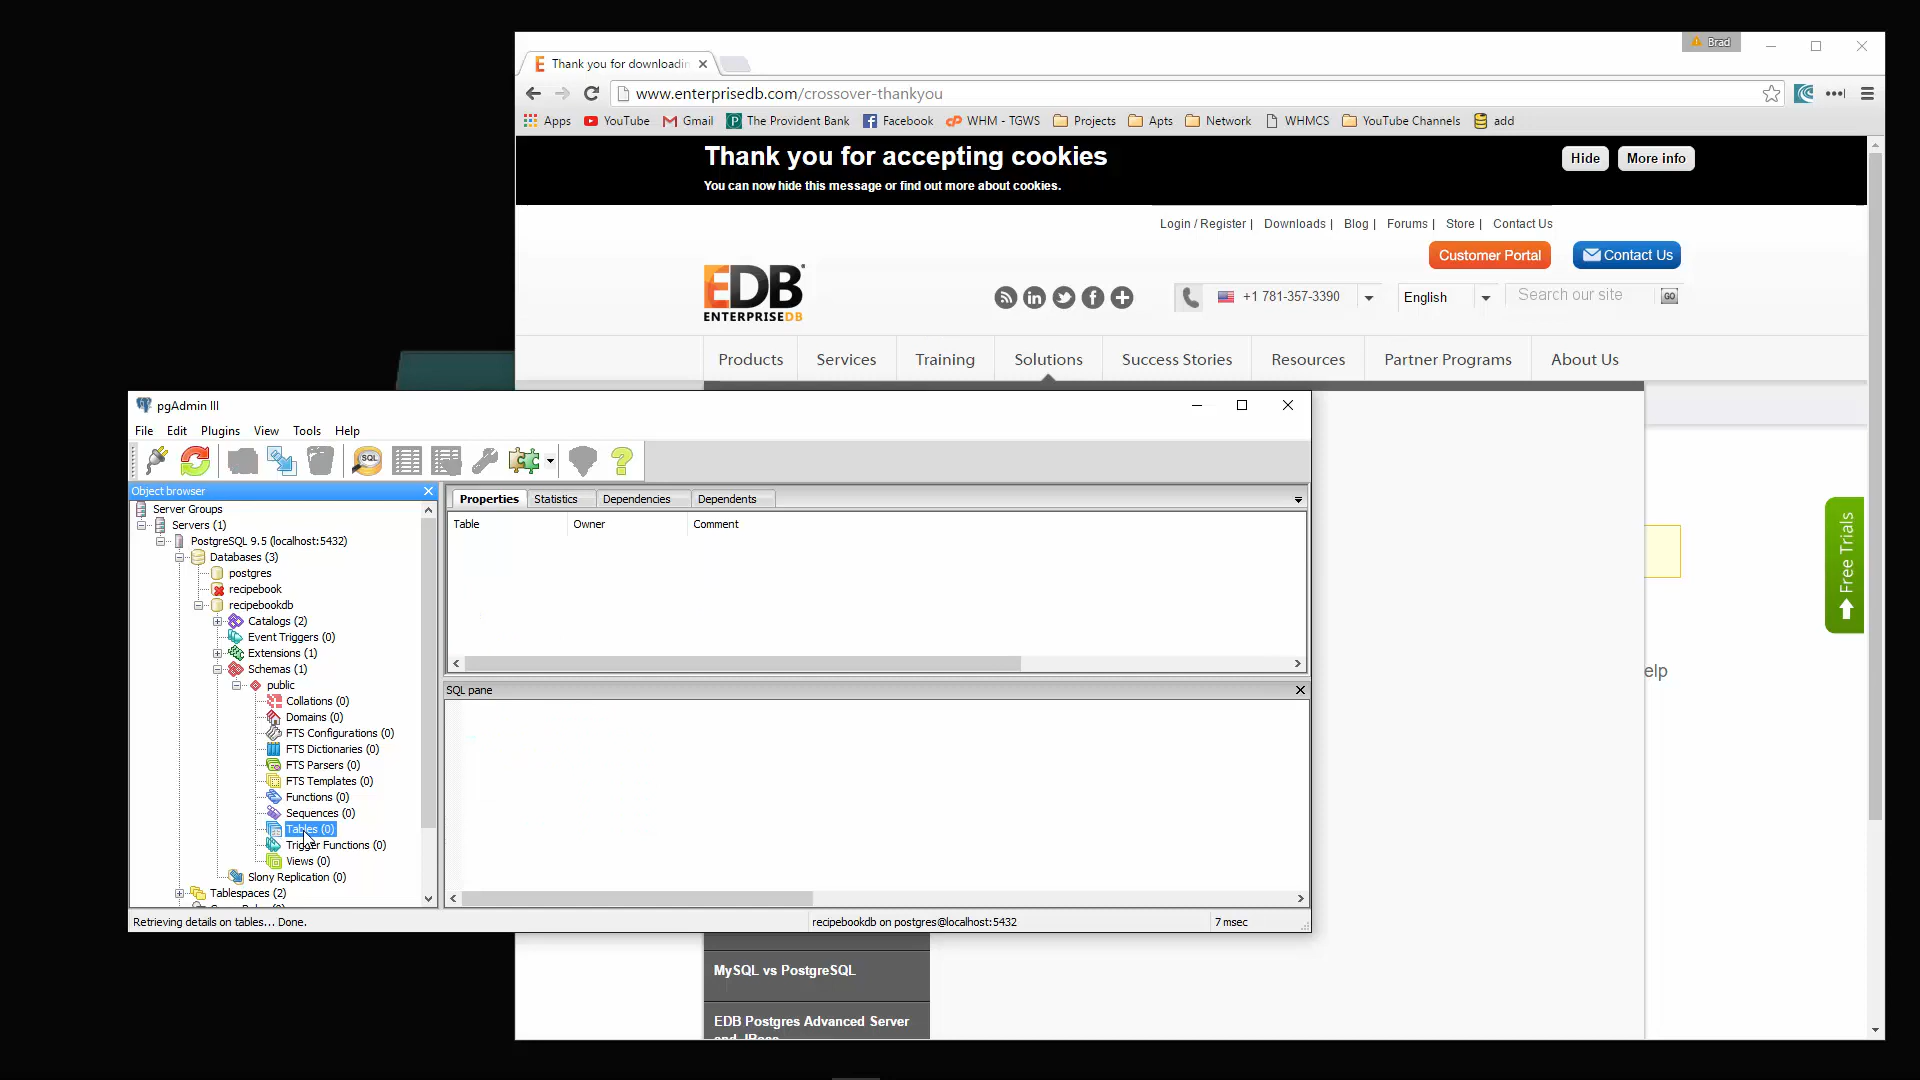 Brad
Thank you for downloadin
www.enterprisedb.com/crossover-thankyou
Apps YouTube Gmail The Provident Bank Facebook WHM - TGWS Projects Apts Network WHMCS YouTube Channels add
Thank you for accepting cookies
You can now hide this message or find out more about cookies.
Hide More info
Login / Register | Downloads | Blog | Forums | Store | Contact Us
Customer Portal Contact Us
EDB
ENTERPRISEDB
+1 781-357-3390 English Search our site GO
Products Services Training Solutions Success Stories Resources Partner Programs About Us
Free Trials
elp
pgAdmin III
File Edit Plugins View Tools Help
SQL
Object browser
Server Groups
Servers (1)
PostgreSQL 9.5 (localhost:5432)
Databases (3)
postgres
recipebook
recipebookdb
Catalogs (2)
Event Triggers (0)
Extensions (1)
Schemas (1)
public
Collations (0)
Domains (0)
FTS Configurations (0)
FTS Dictionaries (0)
FTS Parsers (0)
FTS Templates (0)
Functions (0)
Sequences (0)
Tables (0)
Trigger Functions (0)
Views (0)
Slony Replication (0)
Tablespaces (2)
Properties Statistics Dependencies Dependents
Table Owner Comment
SQL pane
Retrieving details on tables... Done. recipebookdb on postgres@localhost:5432 7 msec
MySQL vs PostgreSQL
EDB Postgres Advanced Server